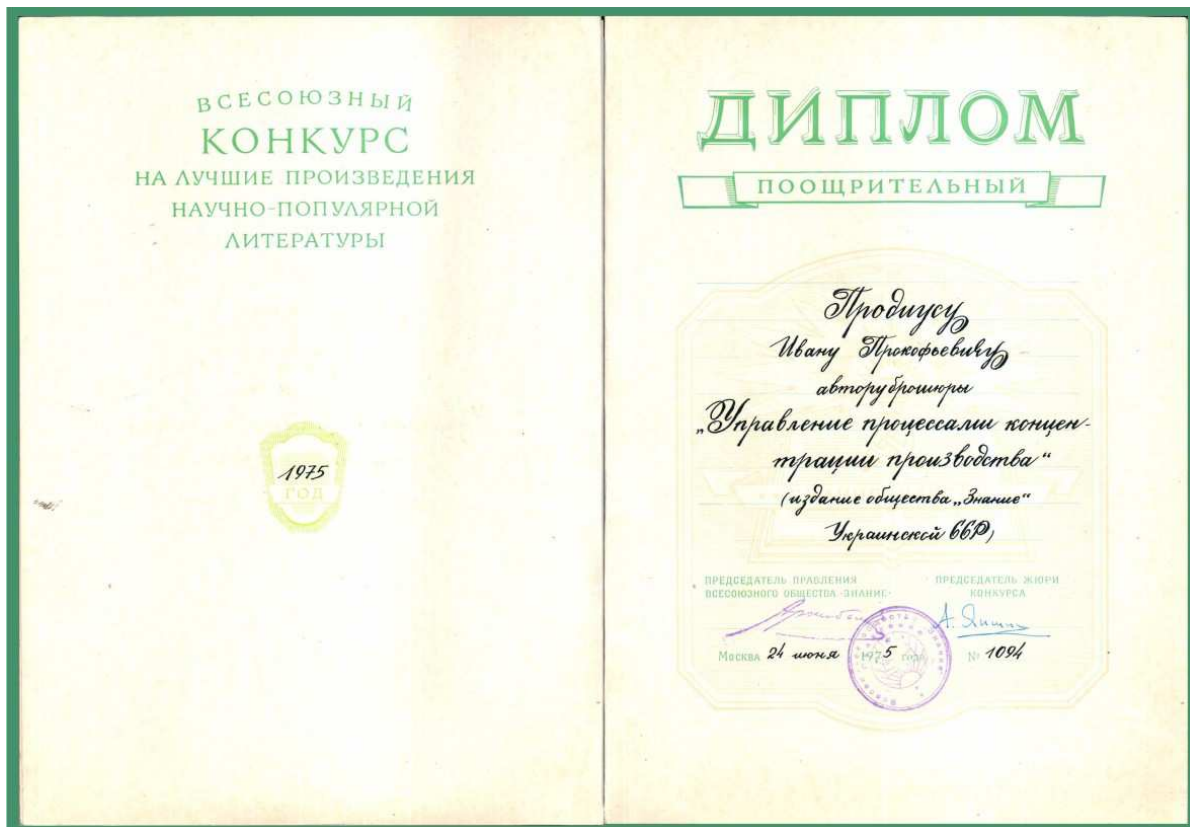 ВСЕСОЮЗНЫЙ
КОНКУРС
НА ЛУЧШИЕ ПРОИЗВЕДЕНИЯ
НАУЧНО-ПОПУЛЯРНОЙ
ЛИТЕРАТУРЫ
1975
ГОД
ДИПЛОМ
ПООЩРИТЕЛЬНЫЙ
Продиусу
Ивану Прокофьевичу
автору брошюры
„Управление процессами концен-
трации производства“
(издание общества „Знание“
Украинской ССР)
ПРЕДСЕДАТЕЛЬ ПРАВЛЕНИЯ
ВСЕСОЮЗНОГО ОБЩЕСТВА «ЗНАНИЕ»
ПРЕДСЕДАТЕЛЬ ЖЮРИ
КОНКУРСА
МОСКВА 24 июня 1975 года № 1094